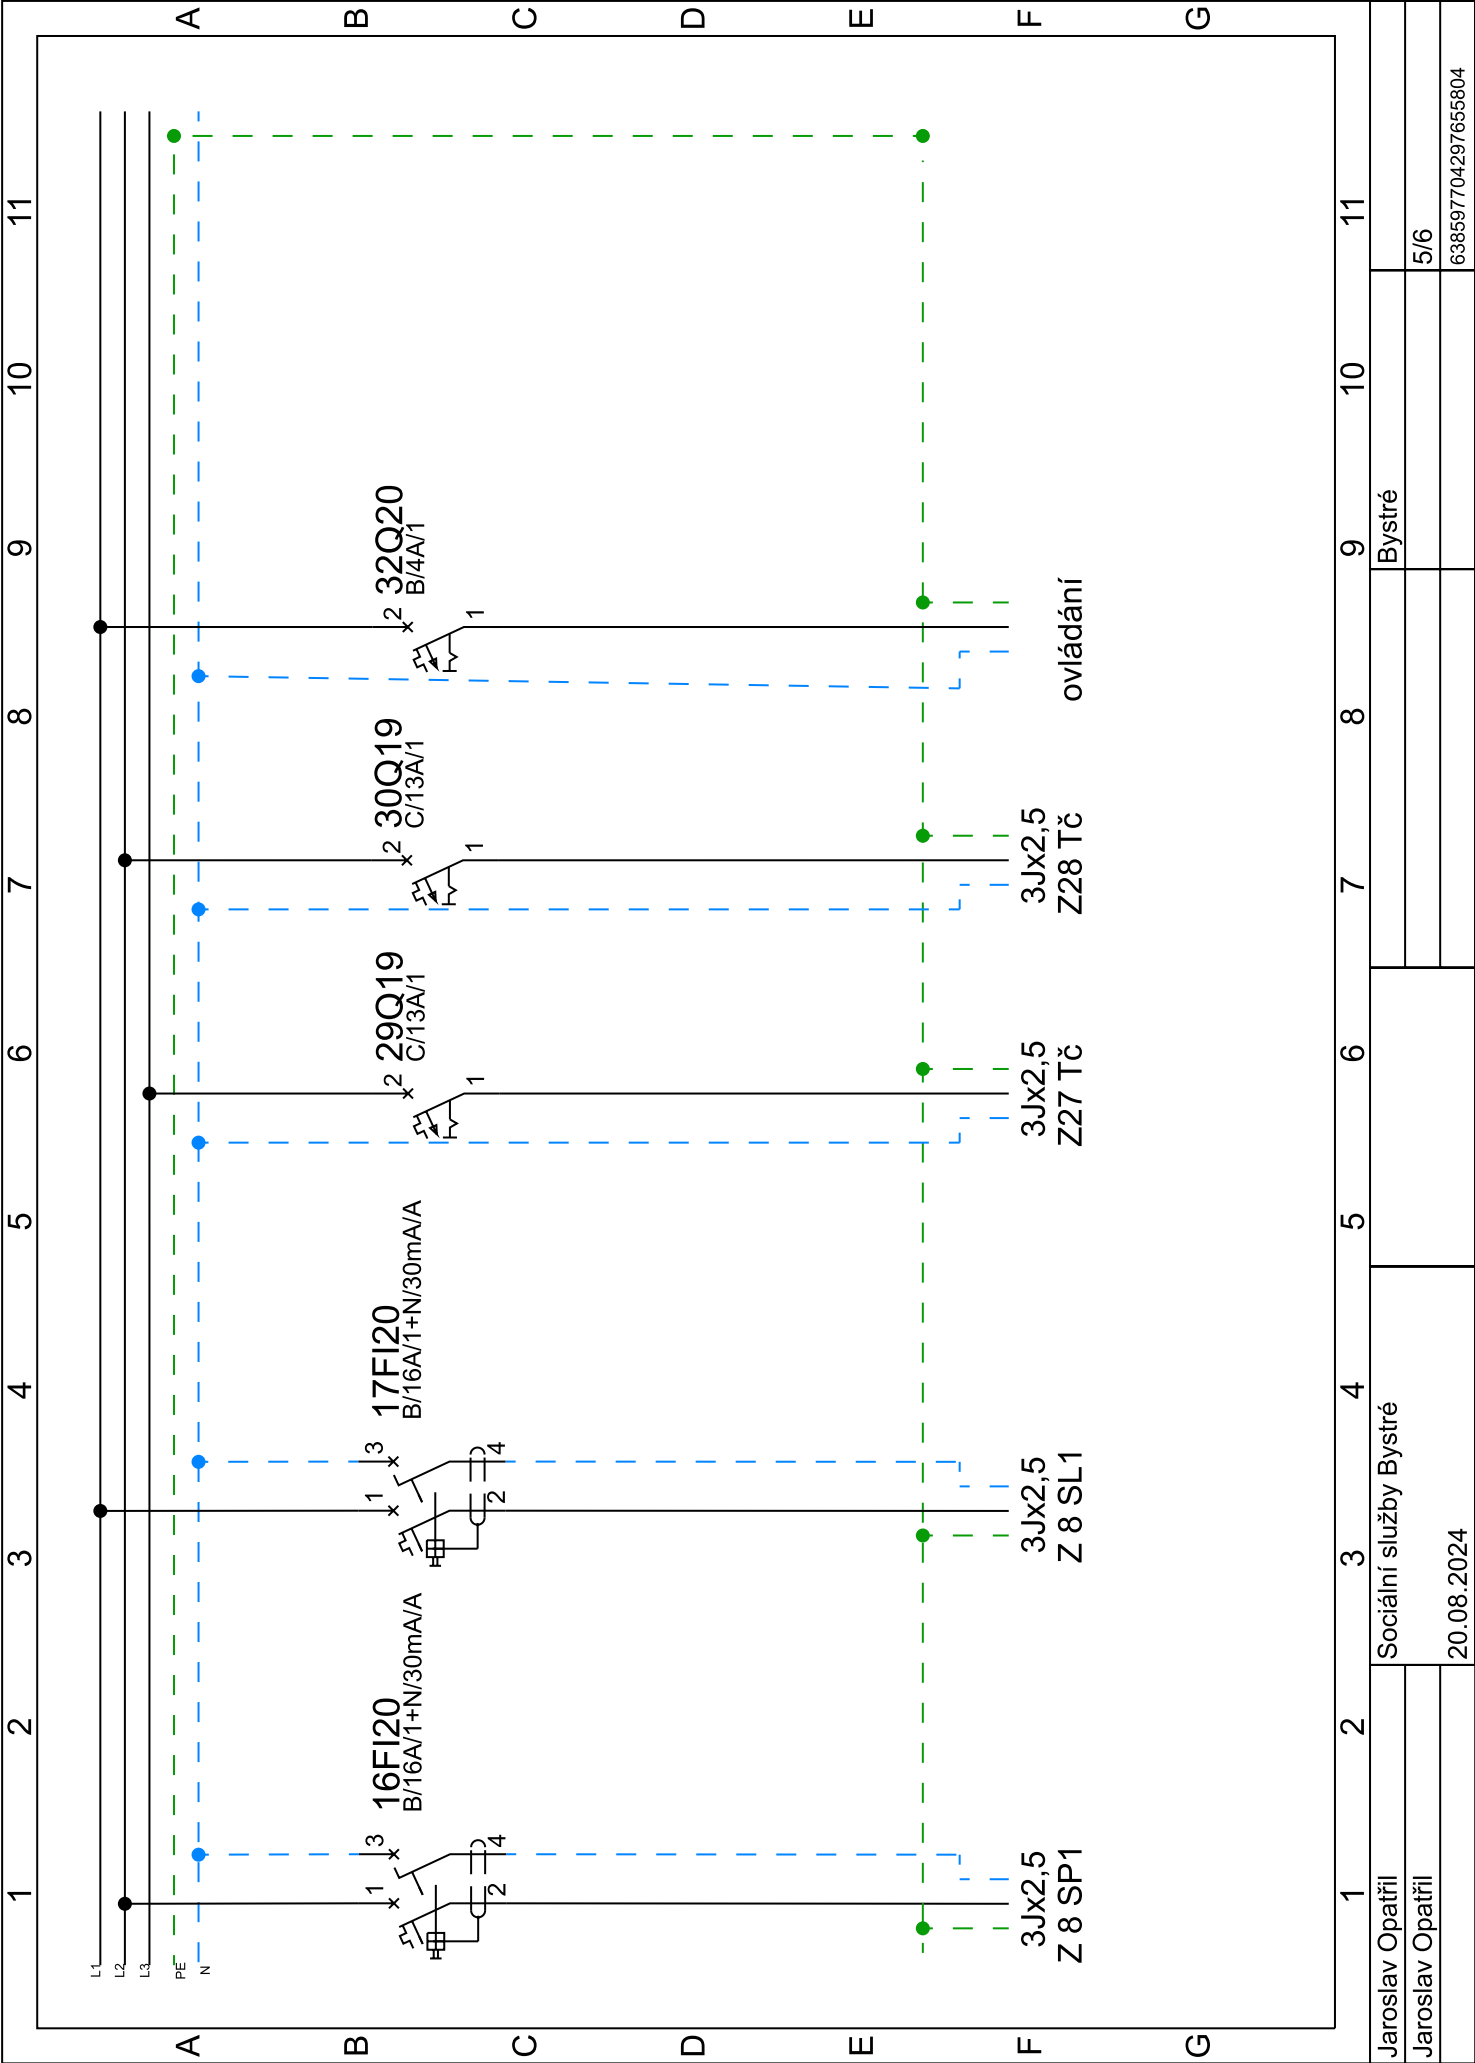 1 2 3 4 5 6 7 8 9 10 11
A A
B B
C C
D D
E E
F F
G G
L1
L2
L3
PE
N
1 3
16FI20
B/16A/1+N/30mA/A
2 4
3Jx2,5
Z 8 SP1
1 3
17FI20
B/16A/1+N/30mA/A
2 4
3Jx2,5
Z 8 SL1
2
29Q19
C/13A/1
1
3Jx2,5
Z27 Tč
2
30Q19
C/13A/1
1
3Jx2,5
Z28 Tč
2
32Q20
B/4A/1
1
ovládání
1 2 3 4 5 6 7 8 9 10 11
Jaroslav Opatřil
Jaroslav Opatřil
Sociální služby Bystré
20.08.2024
Bystré
5/6
638597704297655804